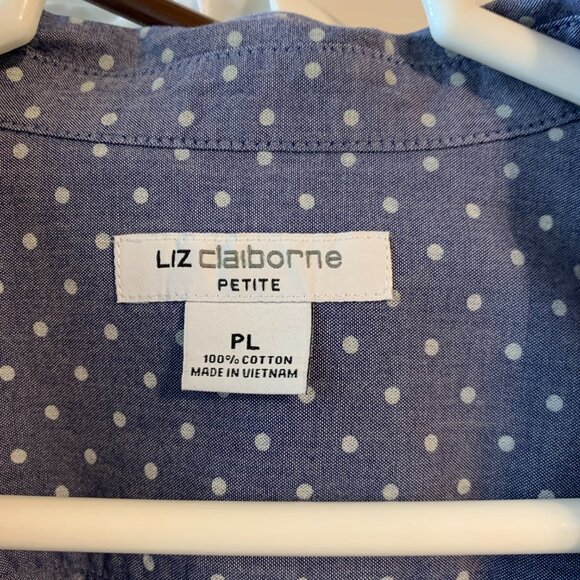 LIZ claiborne
PETITE
PL
100% COTTON
MADE IN VIETNAM